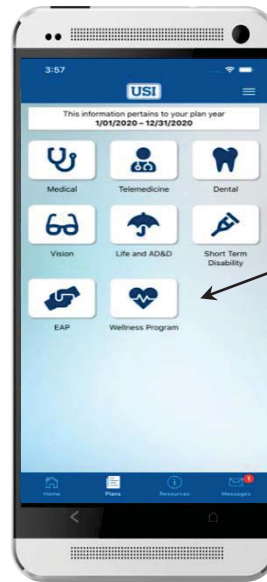 3:57
USI
This information pertains to your plan year
1/01/2020 – 12/31/2020
Medical
Telemedicine
Dental
Vision
Life and AD&D
Short Term
Disability
EAP
Wellness Program
1
Home
Plans
Resources
Messages